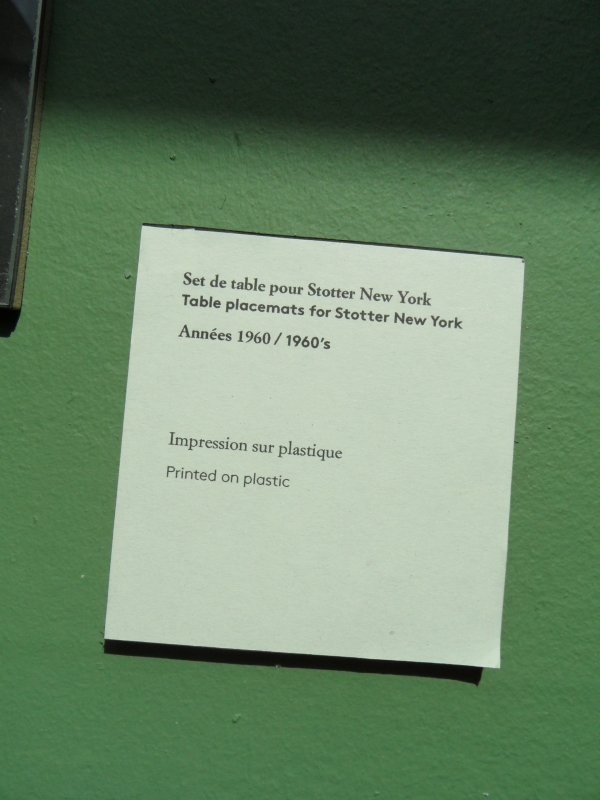 Set de table pour Stotter New York
Table placemats for Stotter New York
Années 1960 / 1960's
Impression sur plastique
Printed on plastic